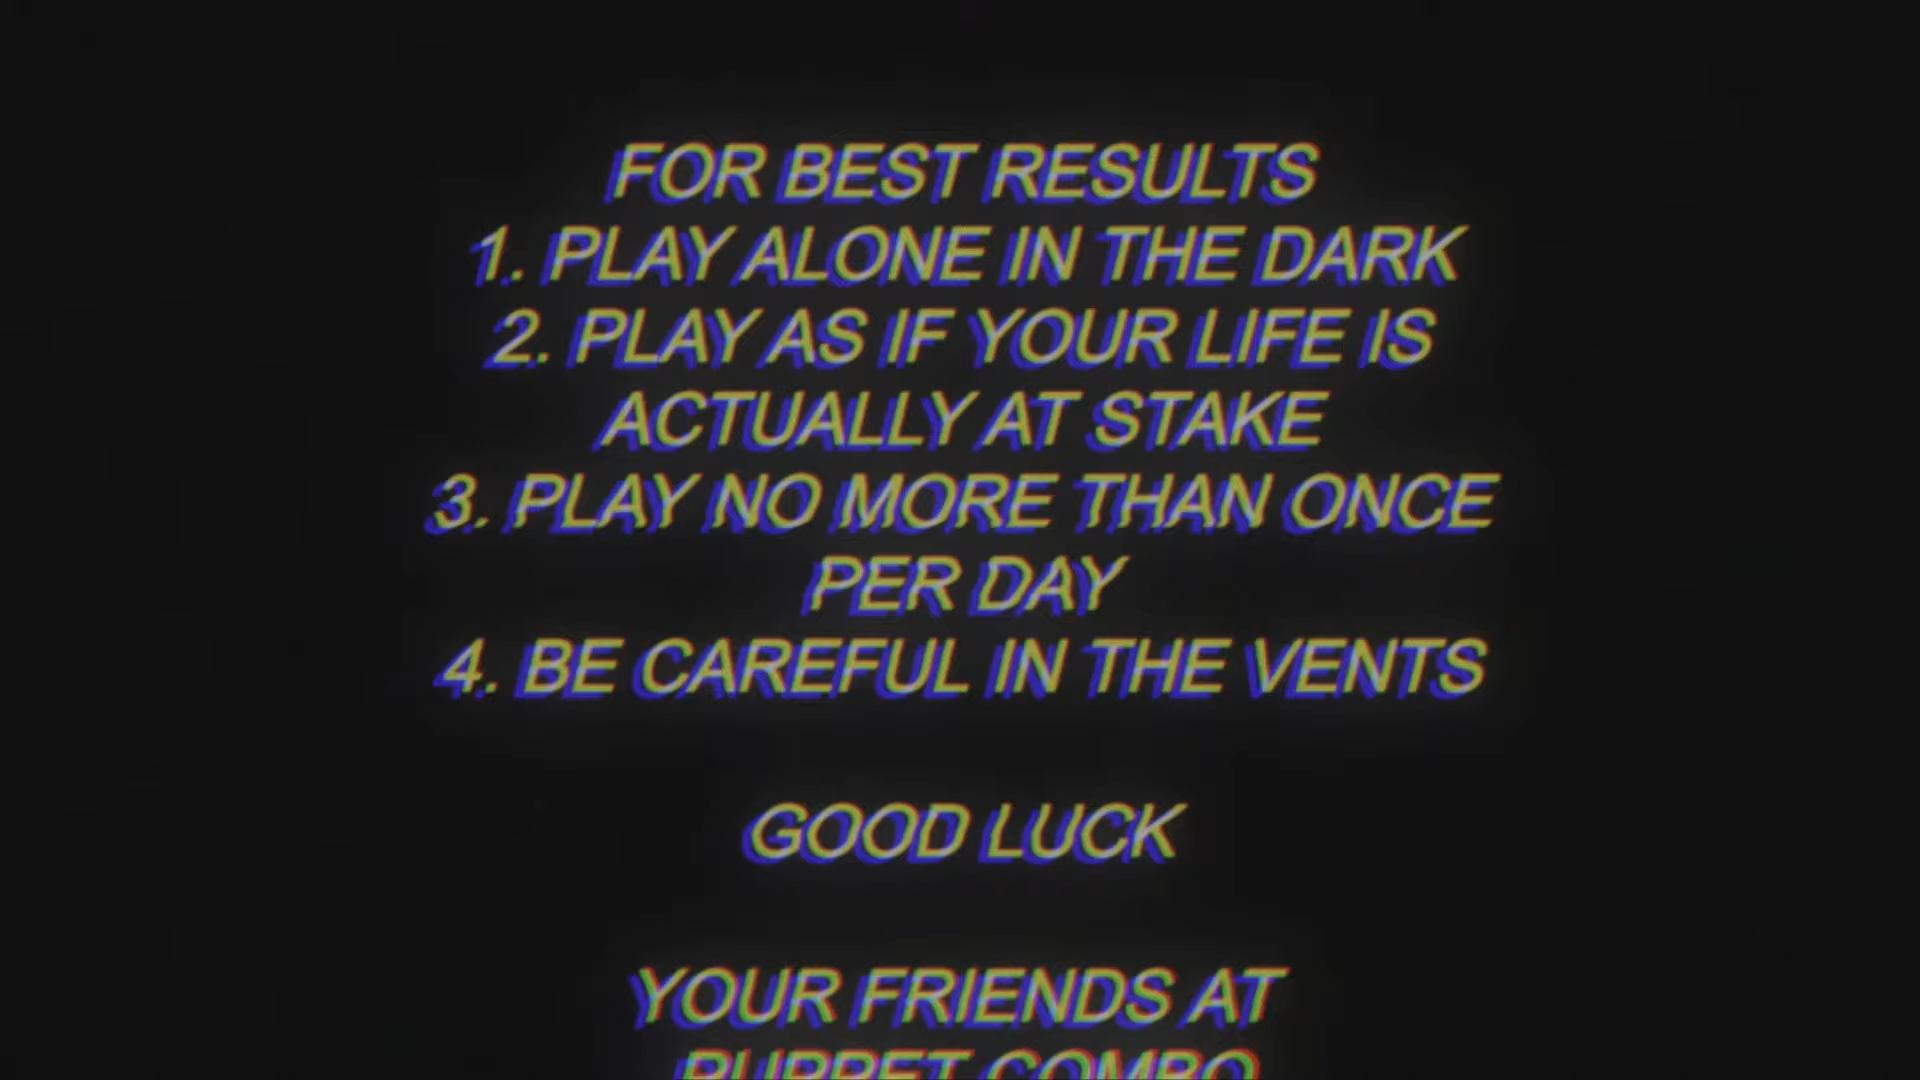 FOR BEST RESULTS
1. PLAY ALONE IN THE DARK
2. PLAY AS IF YOUR LIFE IS
ACTUALLY AT STAKE
3. PLAY NO MORE THAN ONCE
PER DAY
4. BE CAREFUL IN THE VENTS
GOOD LUCK
YOUR FRIENDS AT
PUPPET COMBO